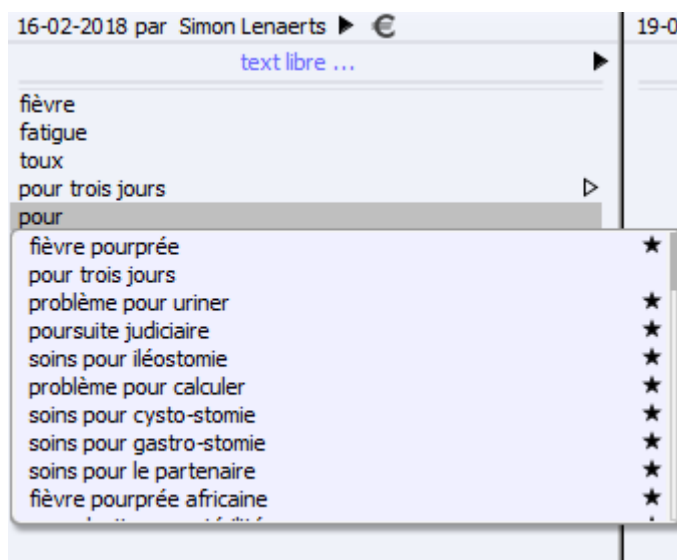 16-02-2018 par Simon Lenaerts ▶ €
19-0
text libre ... ▶
fièvre
fatigue
toux
pour trois jours ▷
pour
fièvre pourprée ★
pour trois jours
problème pour uriner ★
poursuite judiciaire ★
soins pour iléostomie ★
problème pour calculer ★
soins pour cysto-stomie ★
soins pour gastro-stomie ★
soins pour le partenaire ★
fièvre pourprée africaine ★